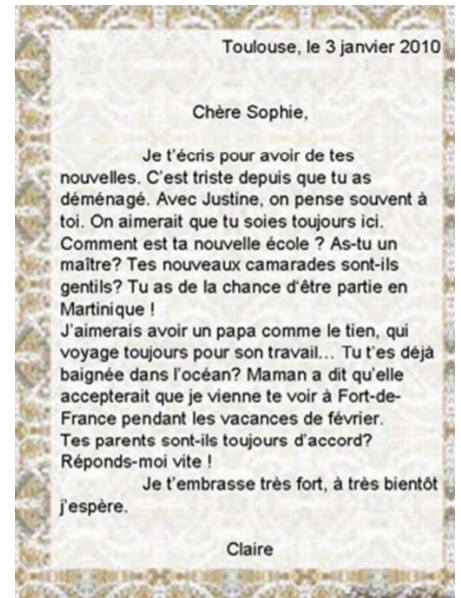 Toulouse, le 3 janvier 2010
Chère Sophie,
Je t'écris pour avoir de tes
nouvelles. C'est triste depuis que tu as
déménagé. Avec Justine, on pense souvent à
toi. On aimerait que tu soies toujours ici.
Comment est ta nouvelle école ? As-tu un
maître? Tes nouveaux camarades sont-ils
gentils? Tu as de la chance d'être partie en
Martinique !
J'aimerais avoir un papa comme le tien, qui
voyage toujours pour son travail... Tu t'es déjà
baignée dans l'océan? Maman a dit qu'elle
accepterait que je vienne te voir à Fort-de-
France pendant les vacances de février.
Tes parents sont-ils toujours d'accord?
Réponds-moi vite !
Je t'embrasse très fort, à très bientôt
j'espère.
Claire